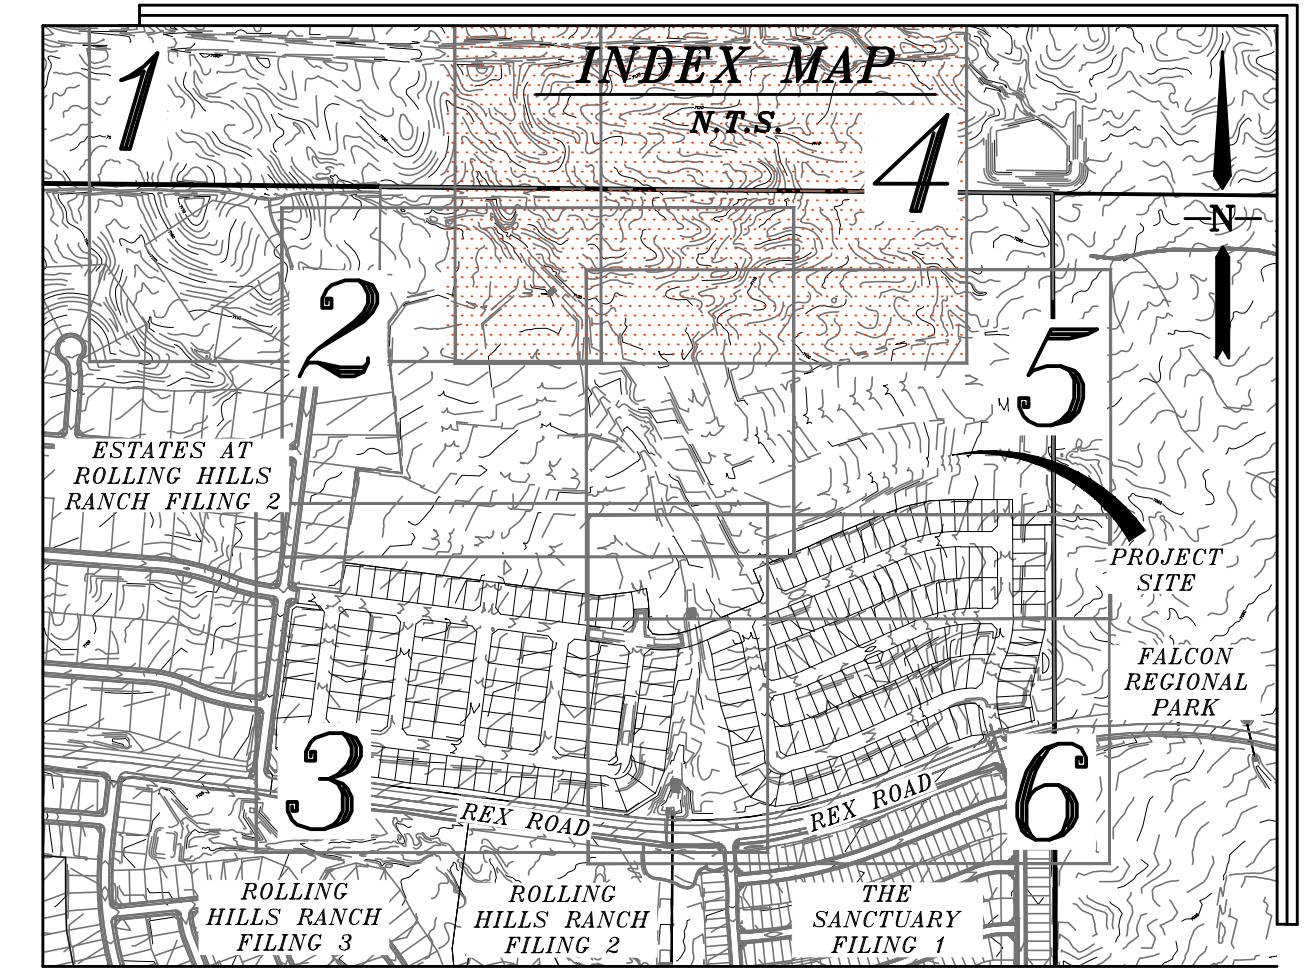 INDEX MAP
N.T.S.
1
4
N
2
5
ESTATES AT
ROLLING HILLS
RANCH FILING 2
PROJECT
SITE
FALCON
REGIONAL
PARK
3
6
REX ROAD
REX ROAD
ROLLING
HILLS RANCH
FILING 3
ROLLING
HILLS RANCH
FILING 2
THE
SANCTUARY
FILING 1